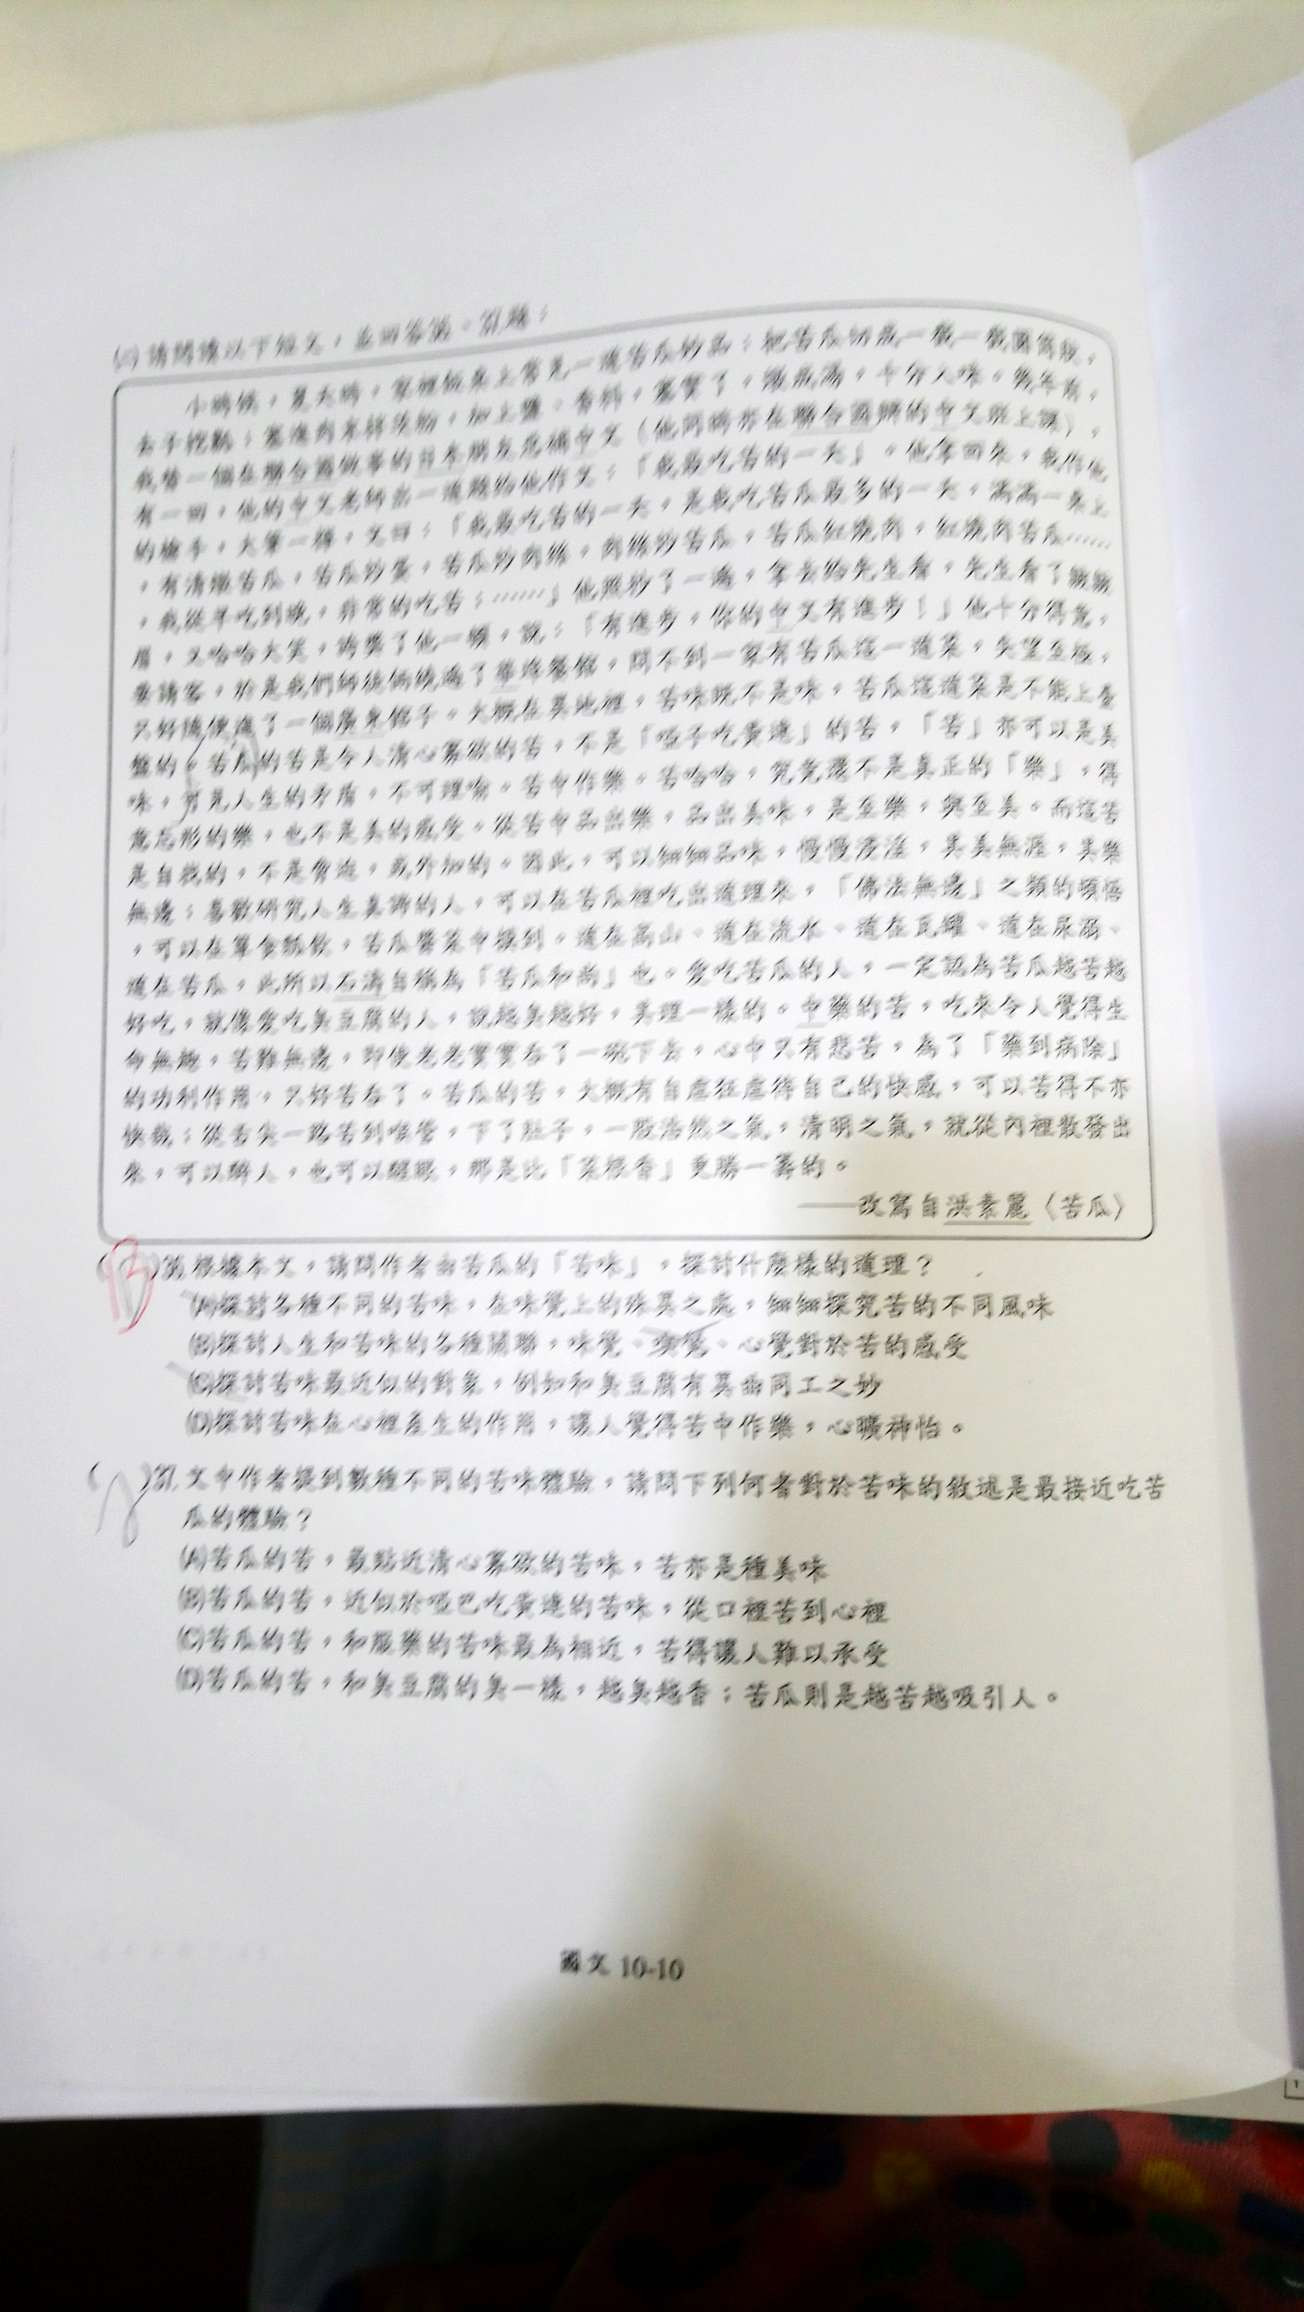 ㈡請閱讀以下短文，並回答36、37題：
小時候，夏天時，家裡飯桌上常見一道苦瓜妙品：把苦瓜切成一截一截圓筒狀，
去子挖瓤；塞進肉末拌茨粉，加上鹽、香料，蒸熟了，
我替一個在聯合國做事的日本朋友惡補中文（他同時亦在聯合國辦的中文班上課），
有一回，他的中文老師出一道題給他作文：「我最吃苦的一天」。他拿回來，我作他
的槍手，大筆一揮，文曰：「我最吃苦的一天，是我吃苦瓜最多的一天，滿滿一桌上
，有清燉苦瓜，苦瓜炒蛋，苦瓜炒肉絲，肉絲炒苦瓜，苦瓜紅燒肉，紅燒肉苦瓜……
，我從早吃到晚，非常的吃苦；……」他照抄了一遍，拿去給先生看，先生看了皺皺
眉，又哈哈大笑，誇獎了他一頓，說：「有進步，你的中文有進步！」他十分得意，
要請客，於是我們師徒倆繞遍了華埠餐館，問不到一家有苦瓜這一道菜，失望至極，
只好隨便進了一個廣東館子。大概在異地裡，苦味既不是味，苦瓜這道菜是不能上臺
盤的。苦瓜的苦是令人清心寡欲的苦，不是「啞子吃黃連」的苦，「苦」亦可以是美
味，可見人生的矛盾，不可理喻。苦中作樂。苦哈哈，究竟還不是真正的「樂」，得
意忘形的樂，也不是美的感受。從苦中品出樂，品出美味，是至樂，與至美。而這苦
是自我的，不是脅迫，或外加的。因此，可以細細品味，慢慢浸淫，其美無涯，其樂
無邊；喜歡研究人生真諦的人，可以在苦瓜裡吃出道理來，「佛法無邊」之類的頓悟
，可以在簞食瓢飲，苦瓜醬菜中摸到。道在高山、道在流水、道在瓦罐、道在尿溺、
道在苦瓜，此所以石濤自稱為「苦瓜和尚」也。愛吃苦瓜的人，一定認為苦瓜越苦越
好吃，就像愛吃臭豆腐的人，說越臭越好，其理一樣的。中藥的苦，吃來令人覺得生
命無趣，苦難無邊，即使老老實實吞了一碗下去，心中只有悲苦，為了「藥到病除」
的功利作用，只好苦吞了。苦瓜的苦，大概有自虐狂虐待自己的快感，可以苦得不亦
快哉；從舌尖一路苦到喉管，下了肚子，一股浩然之氣，清明之氣，就從內裡散發出
來，可以醉人，也可以醒眼，那是比「菜根香」更勝一籌的。
——改寫自洪素麗〈苦瓜〉
(B)36.根據本文，請問作者由苦瓜的「苦味」，探討什麼樣的道理？
(A)探討各種不同的苦味，在味覺上的殊異之處，細細探究苦的不同風味
(B)探討人生和苦味的各種關聯，味覺、視覺、心覺對於苦的感受
(C)探討苦味最近似的對象，例如和臭豆腐有異曲同工之妙
(D)探討苦味在心裡產生的作用，讓人覺得苦中作樂，心曠神怡。
( )37.文中作者提到數種不同的苦味體驗，請問下列何者對於苦味的敘述是最接近吃苦
瓜的體驗？
(A)苦瓜的苦，最貼近清心寡欲的苦味，苦亦是種美味
(B)苦瓜的苦，近似於啞巴吃黃連的苦味，從口裡苦到心裡
(C)苦瓜的苦，和服藥的苦味最為相近，苦得讓人難以承受
(D)苦瓜的苦，和臭豆腐的臭一樣，越臭越香；苦瓜則是越苦越吸引人。
國文 10-10